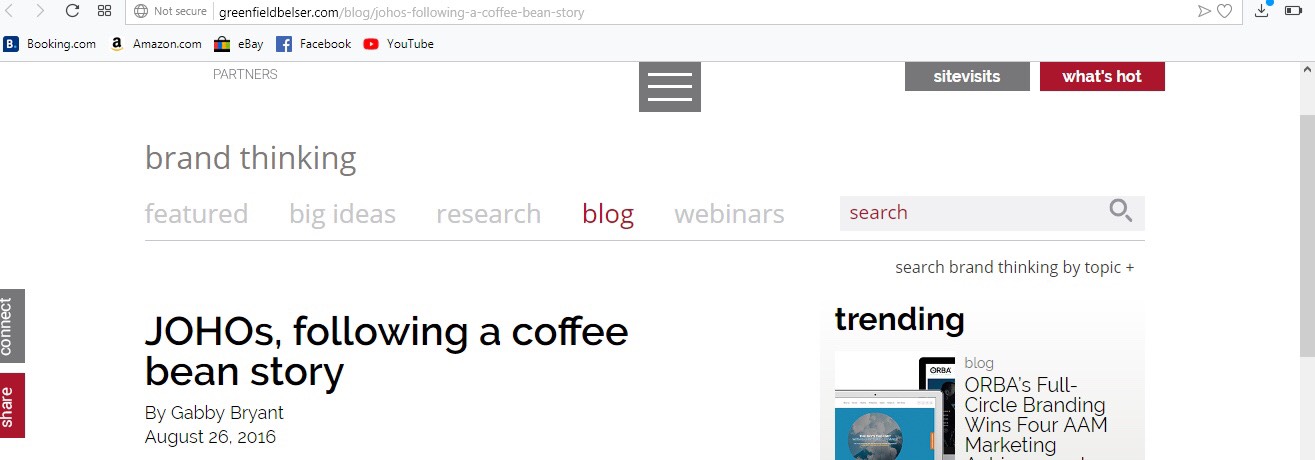 Not secure greenfieldbelser.com/blog/johos-following-a-coffee-bean-story
B. Booking.com a Amazon.com eBay f Facebook YouTube
PARTNERS
sitevisits what's hot
brand thinking
featured big ideas research blog webinars search
search brand thinking by topic +
connect
share
JOHOs, following a coffee
bean story
By Gabby Bryant
August 26, 2016
trending
ORBA
blog
ORBA's Full-
Circle Branding
Wins Four AAM
Marketing